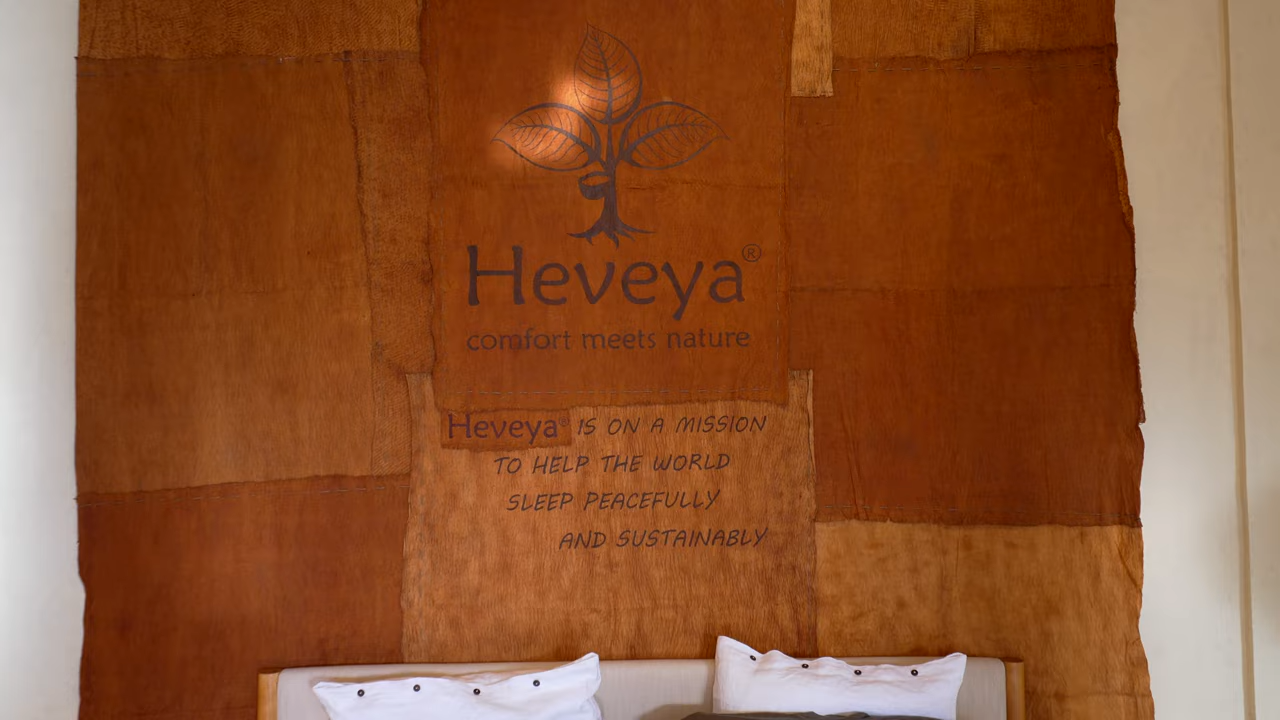 Heveya®
comfort meets nature
Heveya® IS ON A MISSION
TO HELP THE WORLD
SLEEP PEACEFULLY
AND SUSTAINABLY